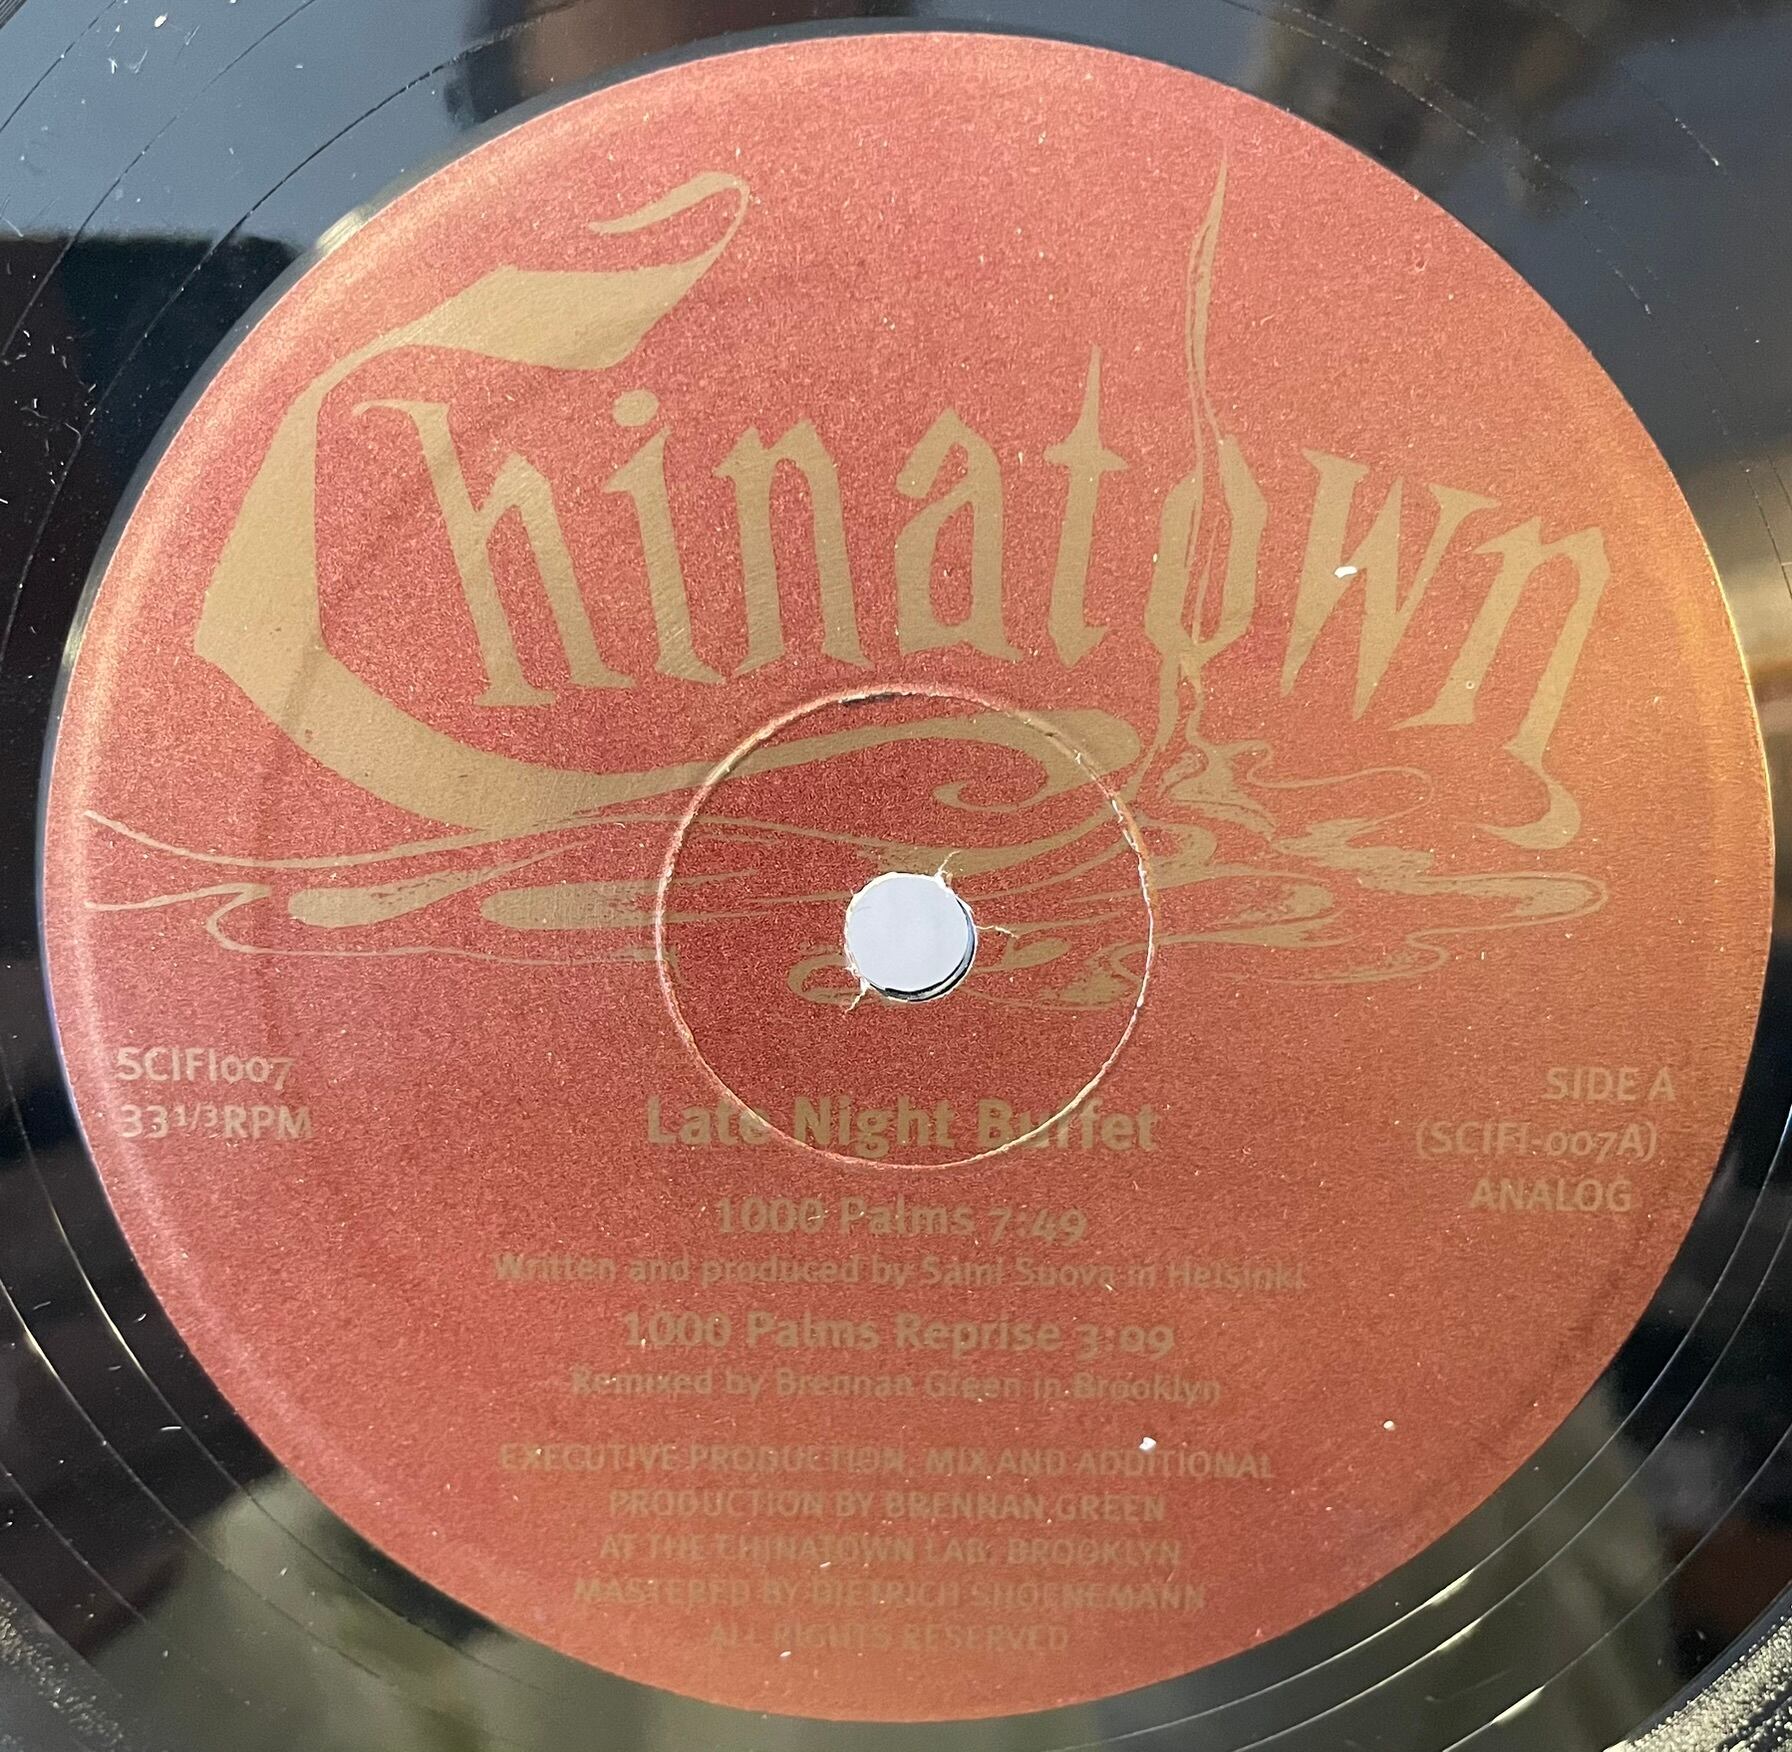 Chinatown
SCIFI007
33 1/3 RPM
SIDE A
(SCIFI-007A)
ANALOG
Late Night Buffet
1000 Palms 7:49
Written and produced by Sami Suova in Helsinki
1000 Palms Reprise 3:09
Remixed by Brennan Green in Brooklyn
EXECUTIVE PRODUCTION, MIX AND ADDITIONAL
PRODUCTION BY BRENNAN GREEN
AT THE CHINATOWN LAB, BROOKLYN
MASTERED BY DIETRICH SHOENEMANN
ALL RIGHTS RESERVED